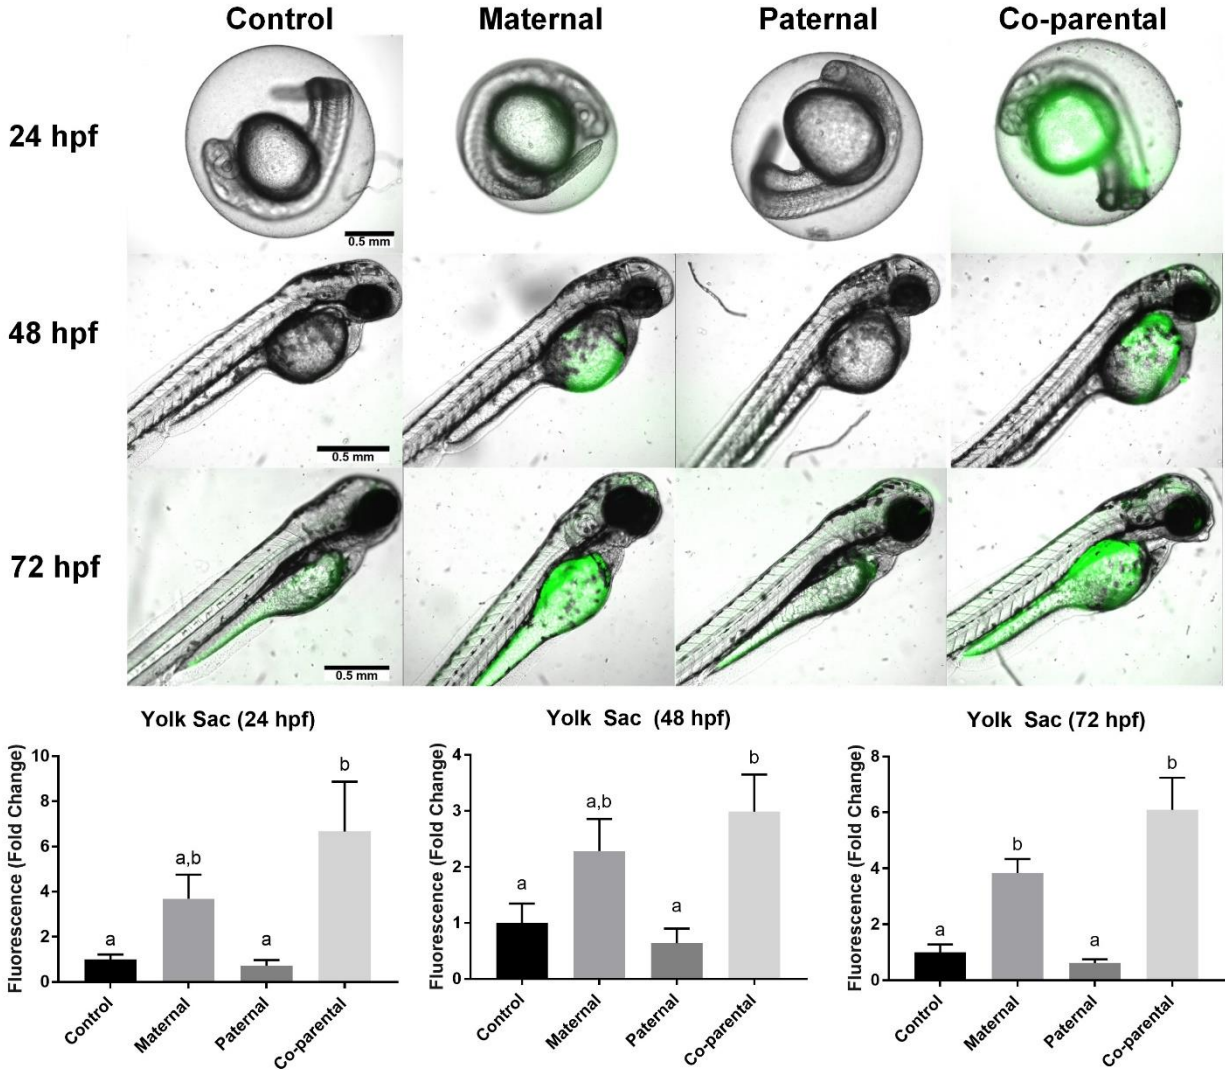 Control Maternal Paternal Co-parental
24 hpf
0.5 mm
48 hpf
0.5 mm
72 hpf
0.5 mm
Yolk Sac (24 hpf)
Fluorescence (Fold Change)
10
8
6
4
2
0
a
a,b
a
b
Control
Maternal
Paternal
Co-parental
Yolk Sac (48 hpf)
Fluorescence (Fold Change)
4
3
2
1
0
a
a,b
a
b
Control
Maternal
Paternal
Co-parental
Yolk Sac (72 hpf)
Fluorescence (Fold Change)
8
6
4
2
0
a
b
a
b
Control
Maternal
Paternal
Co-parental